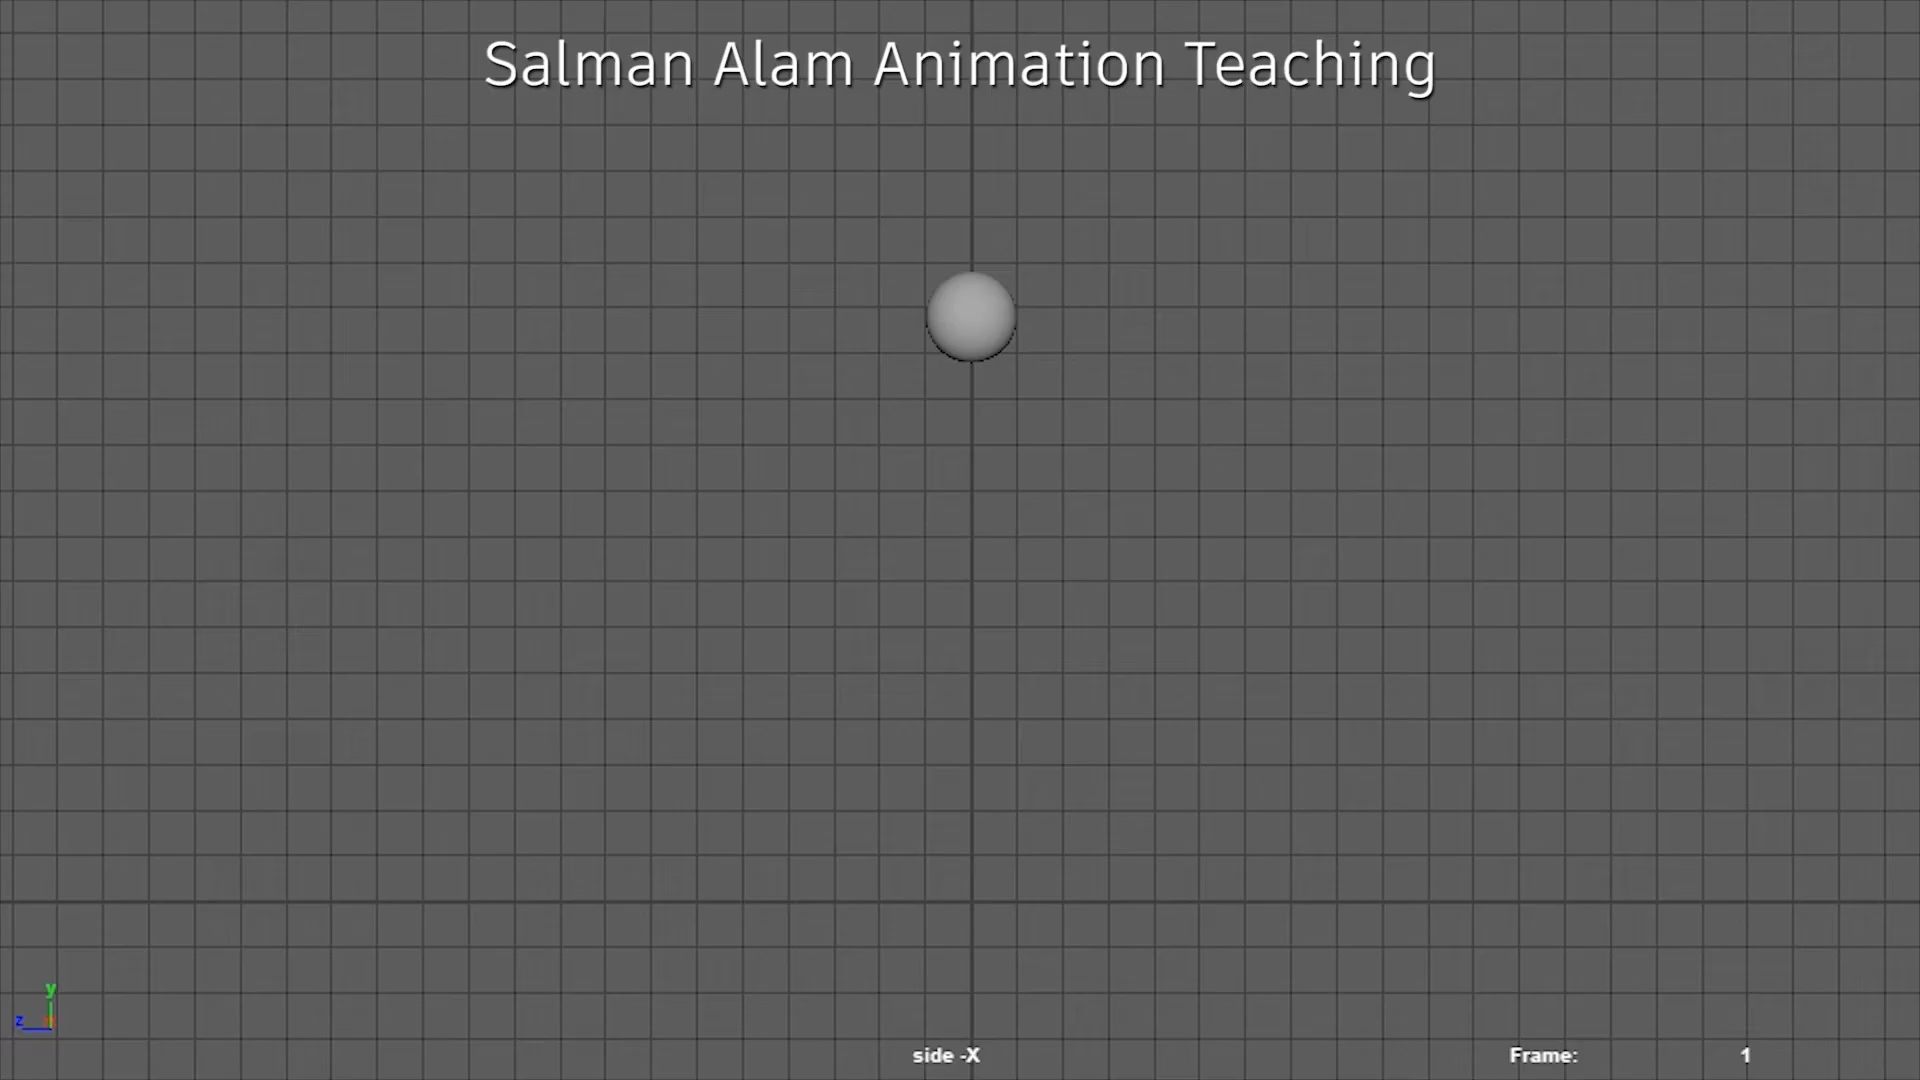 Salman Alam Animation Teaching
y
z
side -X
Frame: 1